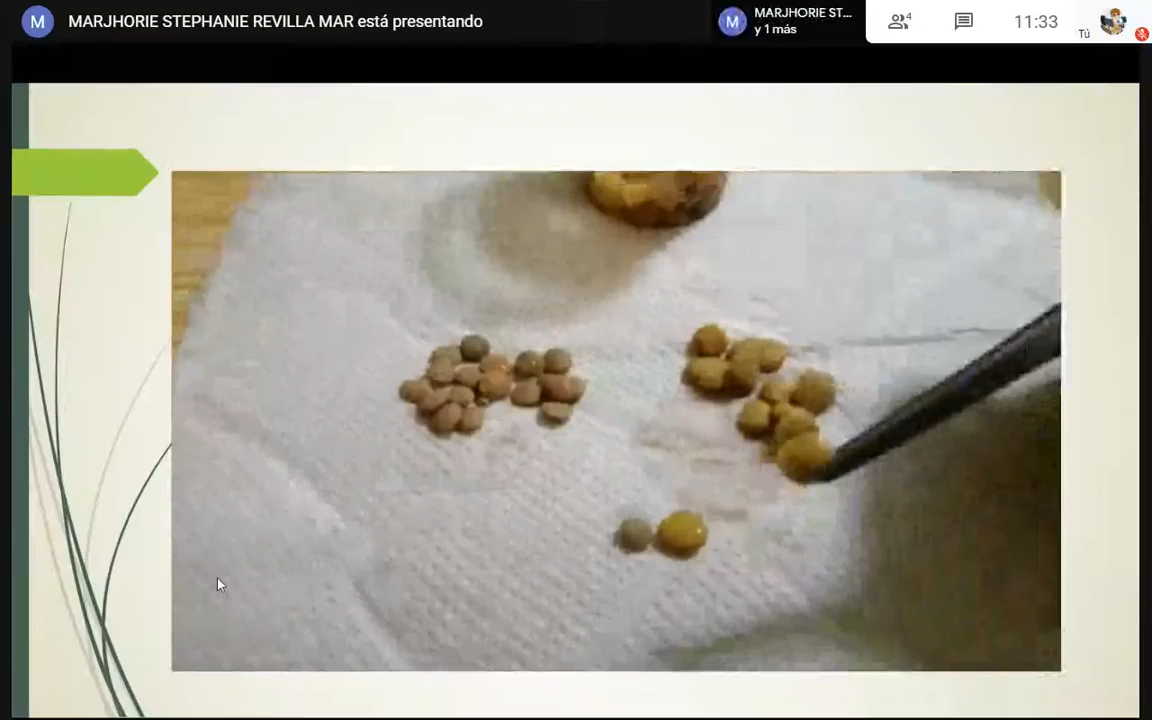 M
MARJHORIE STEPHANIE REVILLA MAR está presentando
M
MARJHORIE ST...
y 1 más
4
11:33
Tú